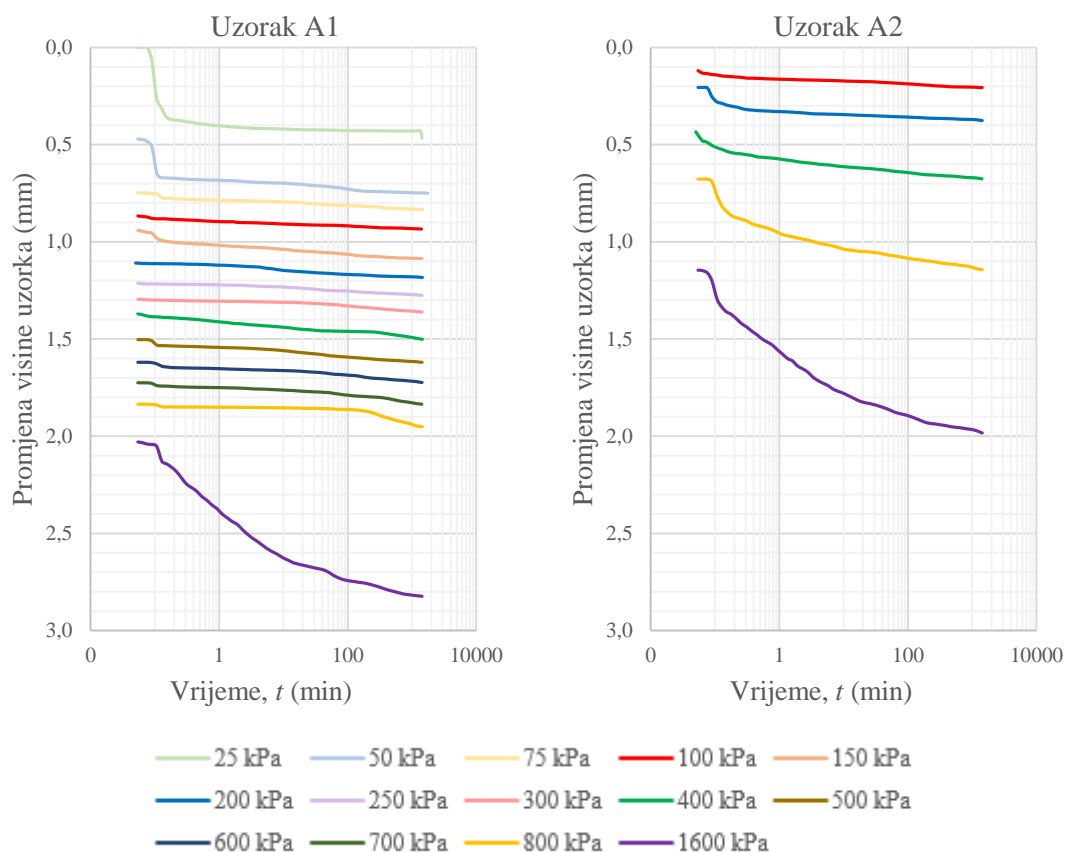 Uzorak A1
0,0
0,5
1,0
1,5
2,0
2,5
3,0
Promjena visine uzorka (mm)
0
1
100
10000
Vrijeme, t (min)
Uzorak A2
0,0
0,5
1,0
1,5
2,0
2,5
3,0
Promjena visine uzorka (mm)
0
1
100
10000
Vrijeme, t (min)
25 kPa
50 kPa
75 kPa
100 kPa
150 kPa
200 kPa
250 kPa
300 kPa
400 kPa
500 kPa
600 kPa
700 kPa
800 kPa
1600 kPa